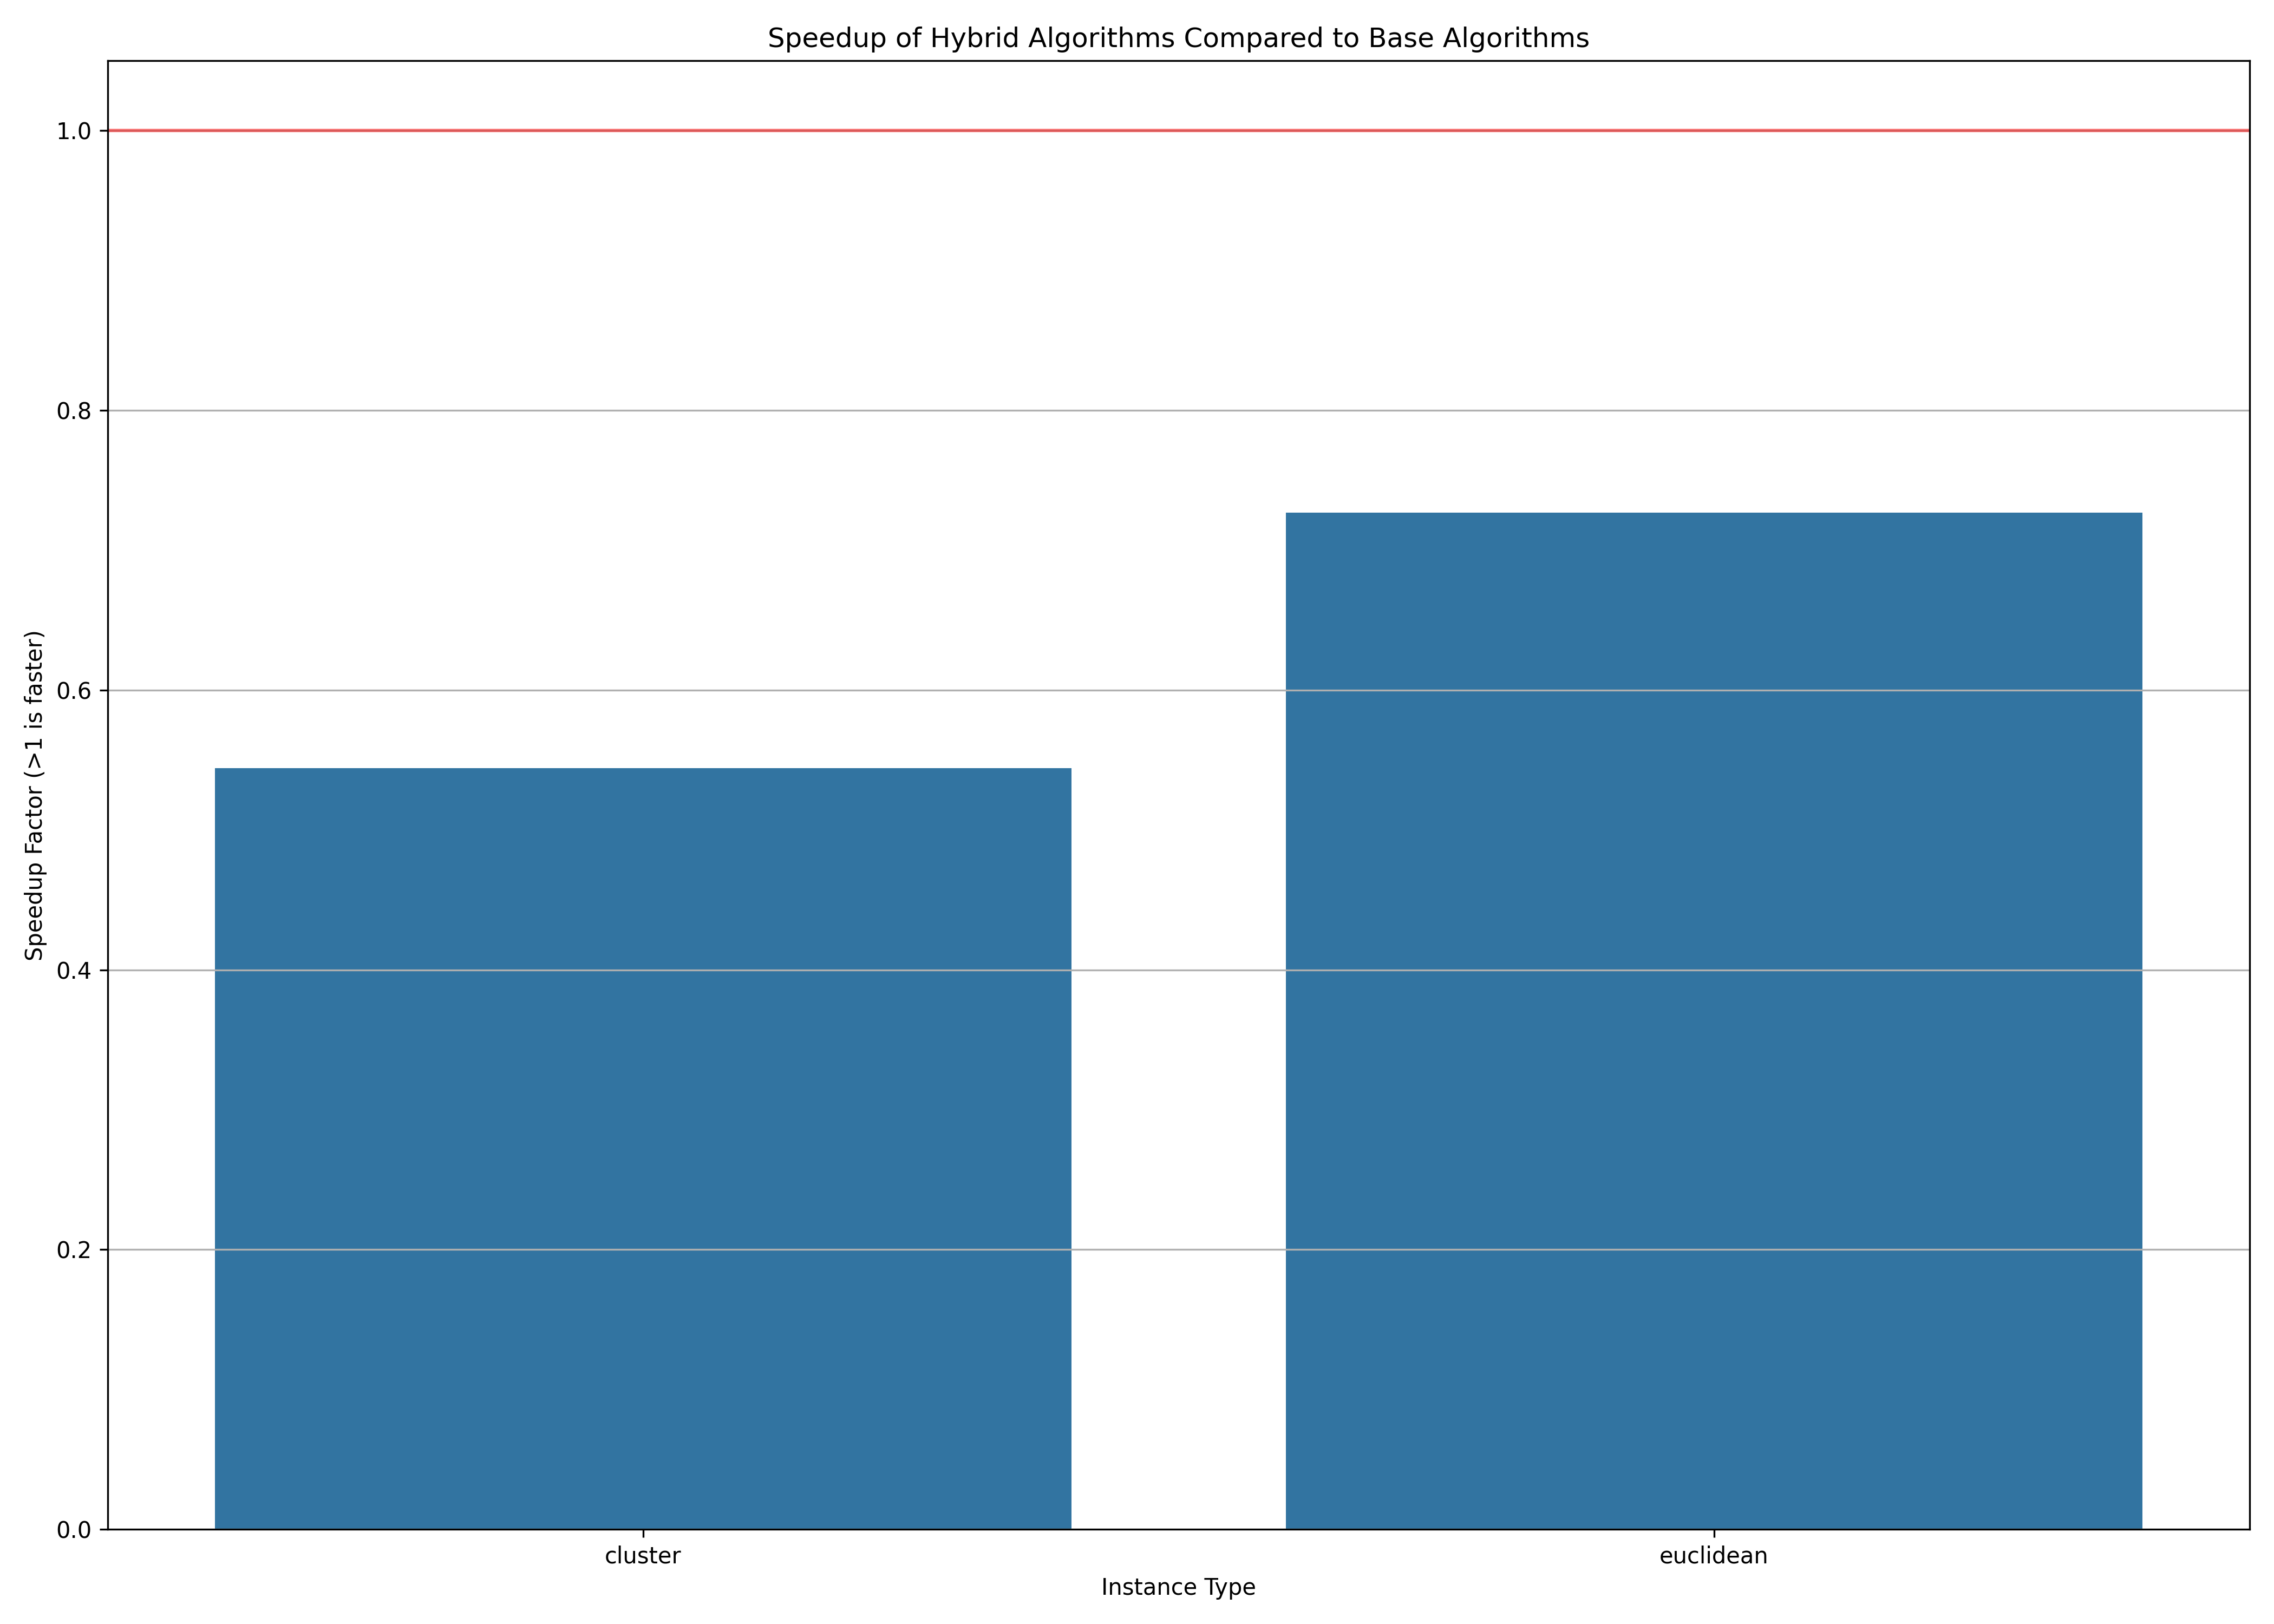 Speedup of Hybrid Algorithms Compared to Base Algorithms
Speedup Factor (>1 is faster)
1.0
0.8
0.6
0.4
0.2
0.0
cluster
euclidean
Instance Type